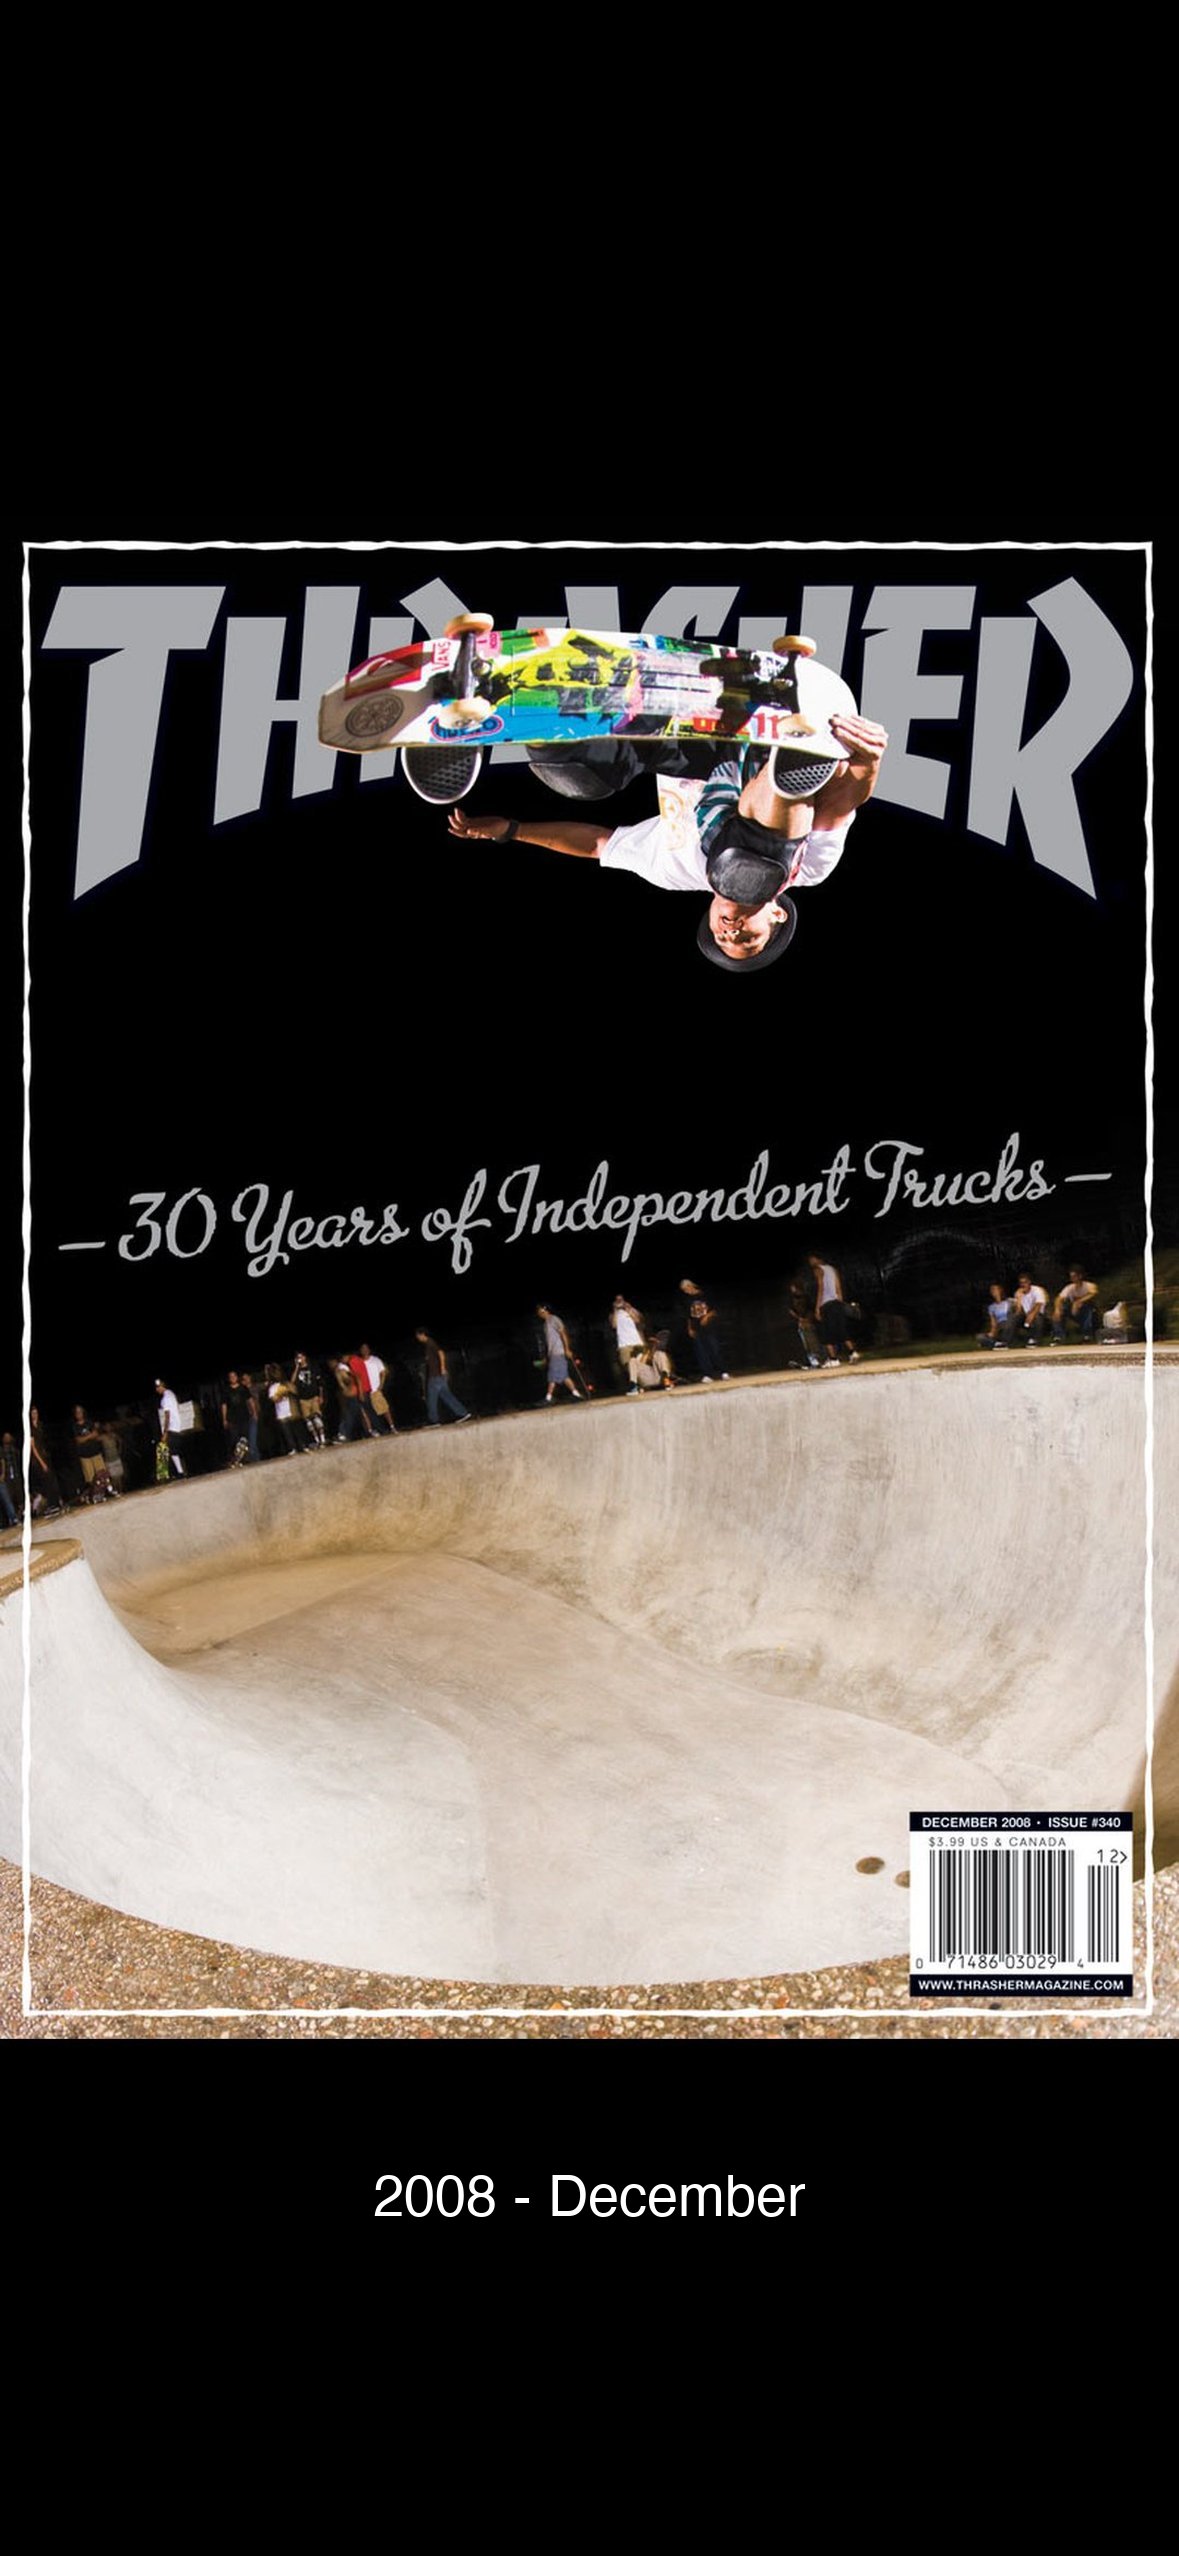 THRASHER
VANS
– 30 Years of Independent Trucks –
DECEMBER 2008 • ISSUE #340
$3.99 US & CANADA
12>
0 71486 03029 4
WWW.THRASHERMAGAZINE.COM
2008 - December